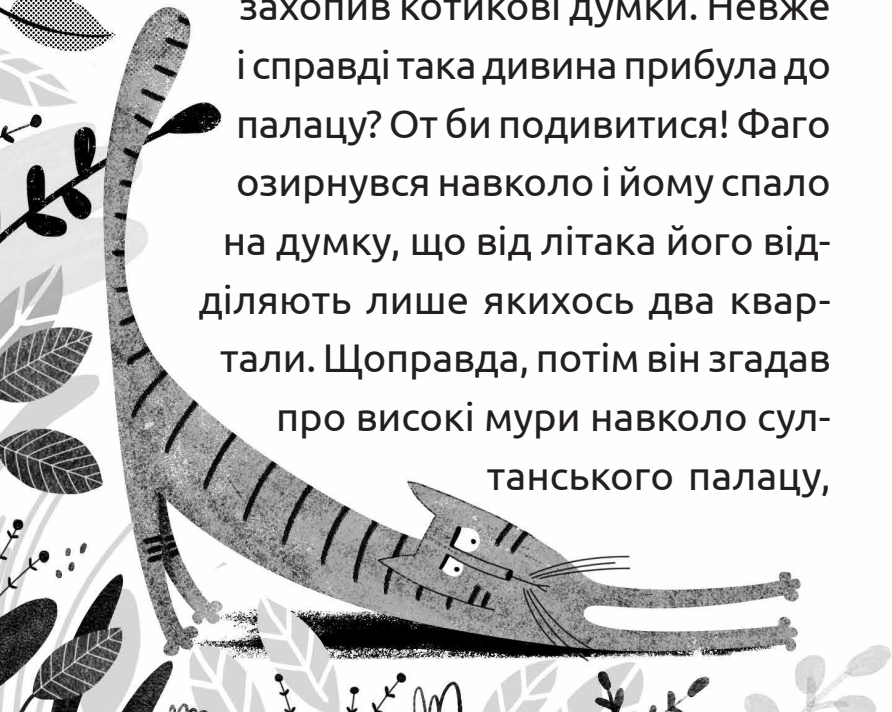 захопив котикові думки. Невже
і справді така дивина прибула до
палацу? От би подивитися! Фаго
озирнувся навколо і йому спало
на думку, що від літака його від-
діляють лише якихось два квар-
тали. Щоправда, потім він згадав
про високі мури навколо сул-
танського палацу,